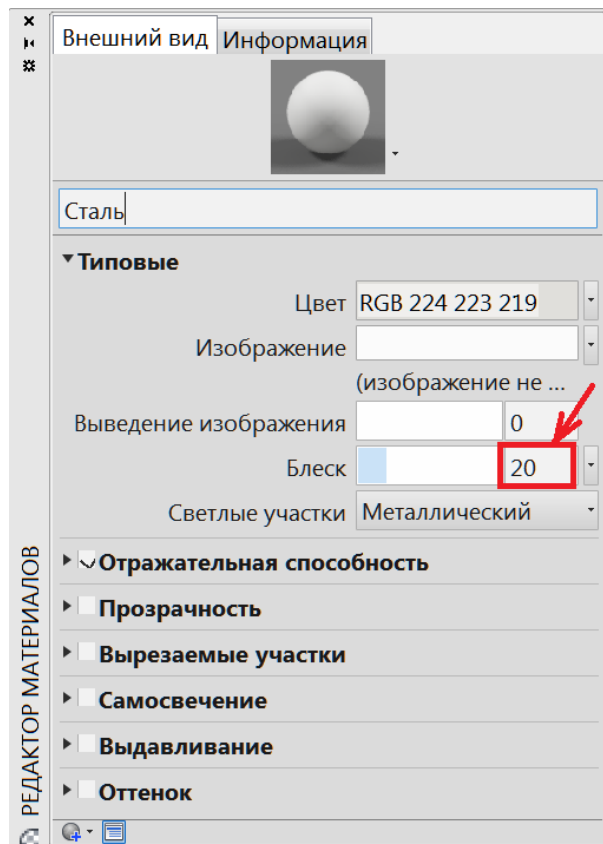 Внешний вид Информация
Сталь
Типовые
Цвет RGB 224 223 219
Изображение
(изображение не ...
Выведение изображения 0
Блеск 20
Светлые участки Металлический
Отражательная способность
Прозрачность
Вырезаемые участки
Самосвечение
Выдавливание
Оттенок
РЕДАКТОР МАТЕРИАЛОВ